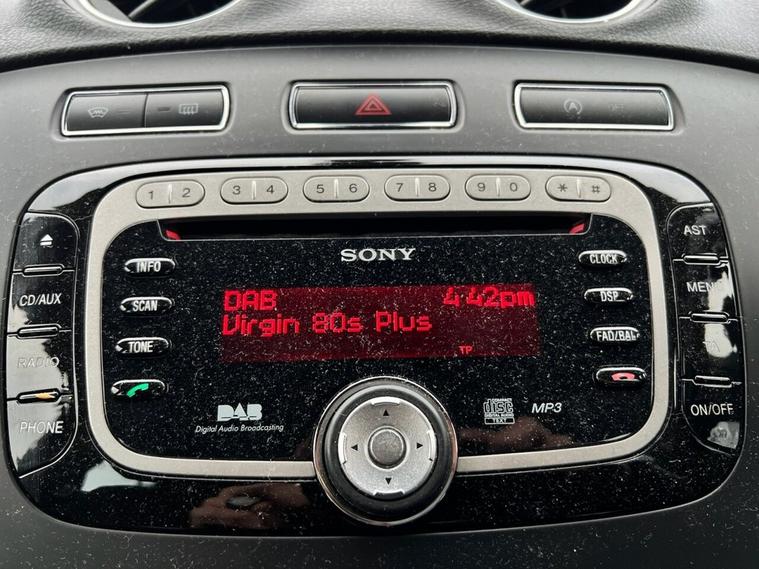 1 2 3 4 5 6 7 8 9 0 * #
SONY
AST
INFO
CLOCK
DAB 4:42pm
MENU
CD/AUX
SCAN
DSP
Virgin 80s Plus
TONE
FAD/BAL
TP
RADIO
TA
DAB
Digital Audio Broadcasting
COMPACT
disc
DIGITAL AUDIO
TEXT
MP3
ON/OFF
PHONE